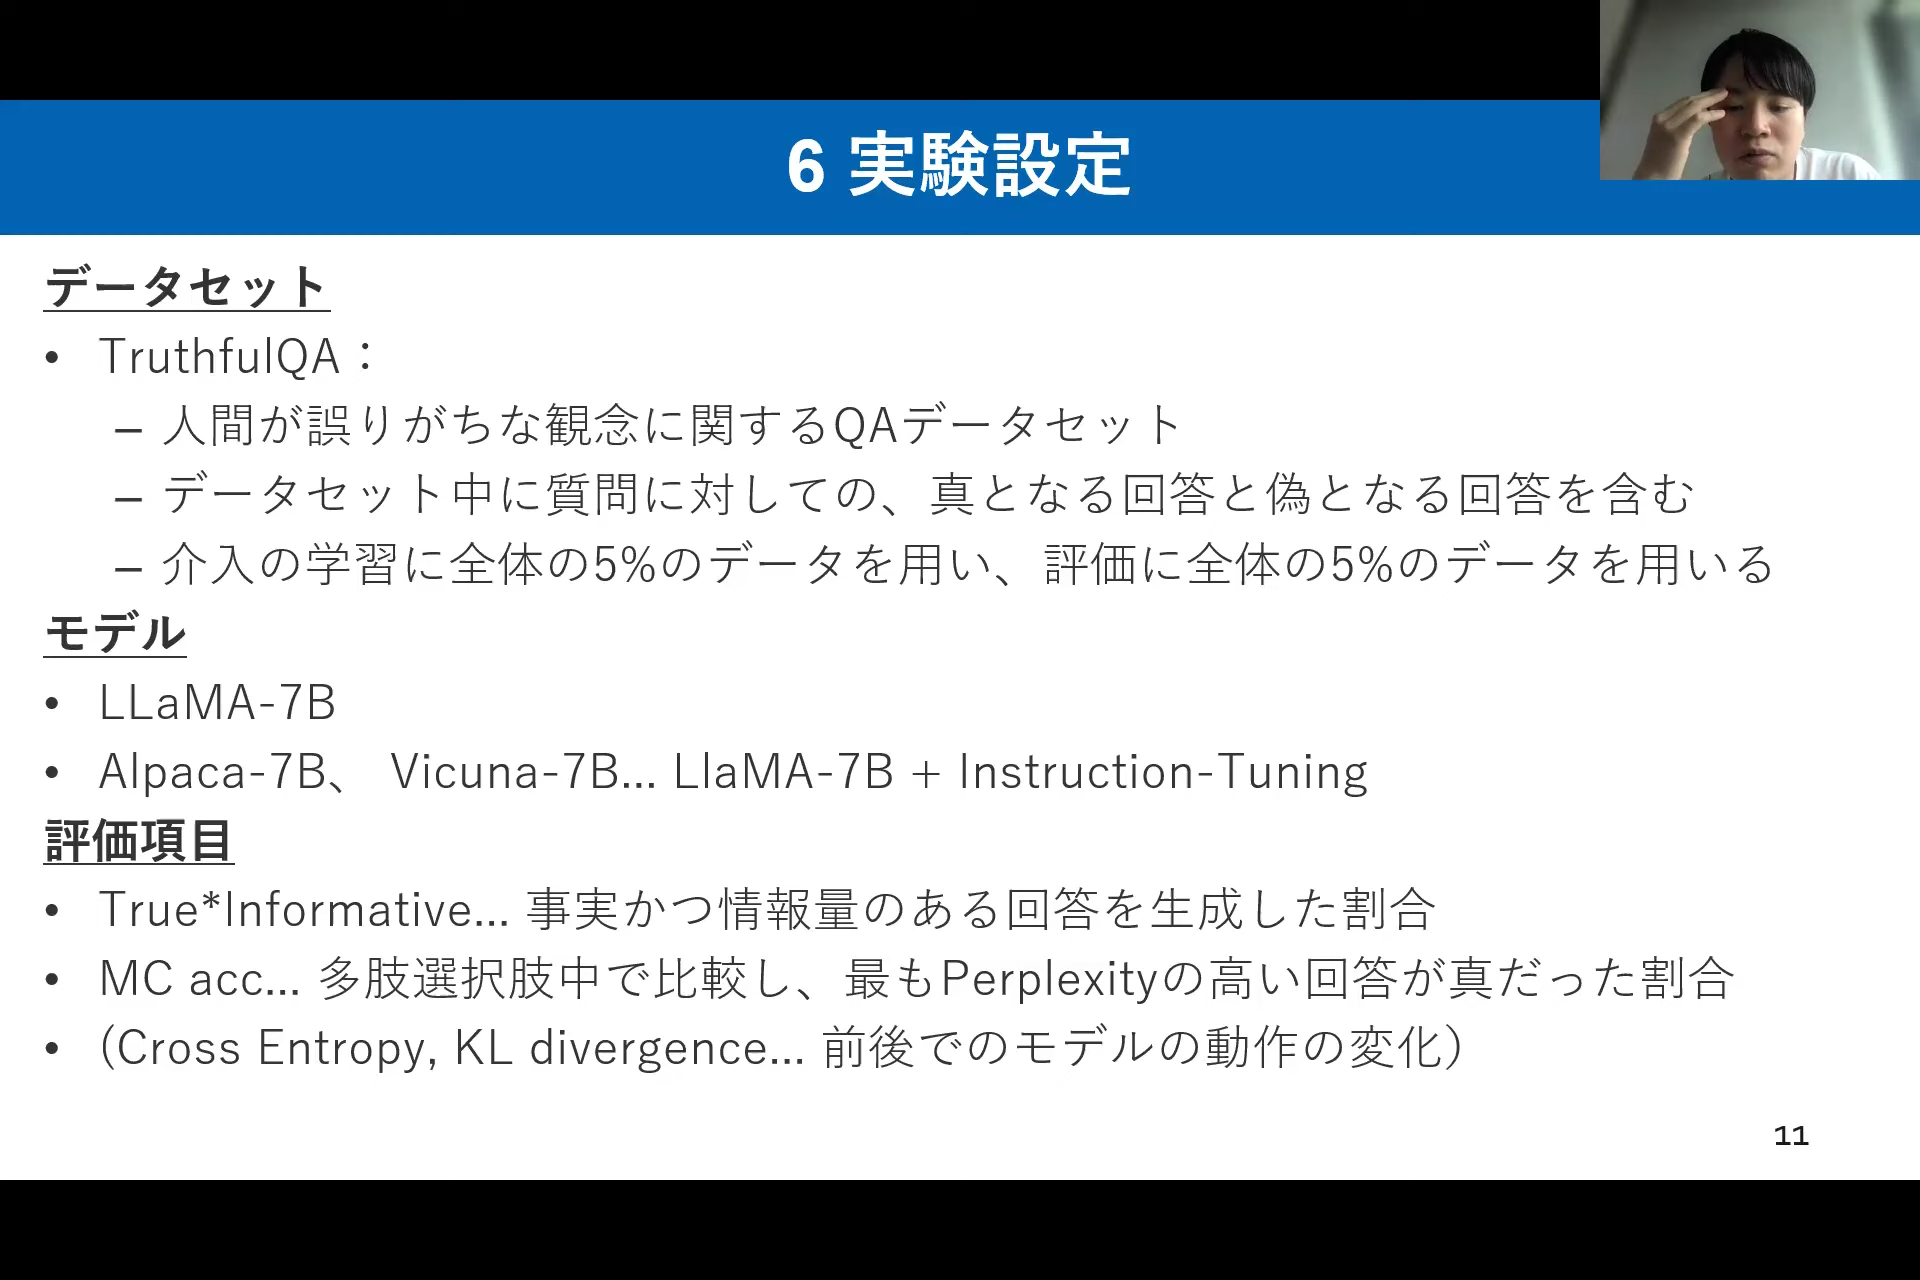 6 実験設定
データセット
• TruthfulQA：
– 人間が誤りがちな観念に関するQAデータセット
– データセット中に質問に対しての、真となる回答と偽となる回答を含む
– 介入の学習に全体の5%のデータを用い、評価に全体の5%のデータを用いる
モデル
• LLaMA-7B
• Alpaca-7B、 Vicuna-7B... LlaMA-7B + Instruction-Tuning
評価項目
• True*Informative... 事実かつ情報量のある回答を生成した割合
• MC acc... 多肢選択肢中で比較し、最もPerplexityの高い回答が真だった割合
• (Cross Entropy, KL divergence... 前後でのモデルの動作の変化)
11